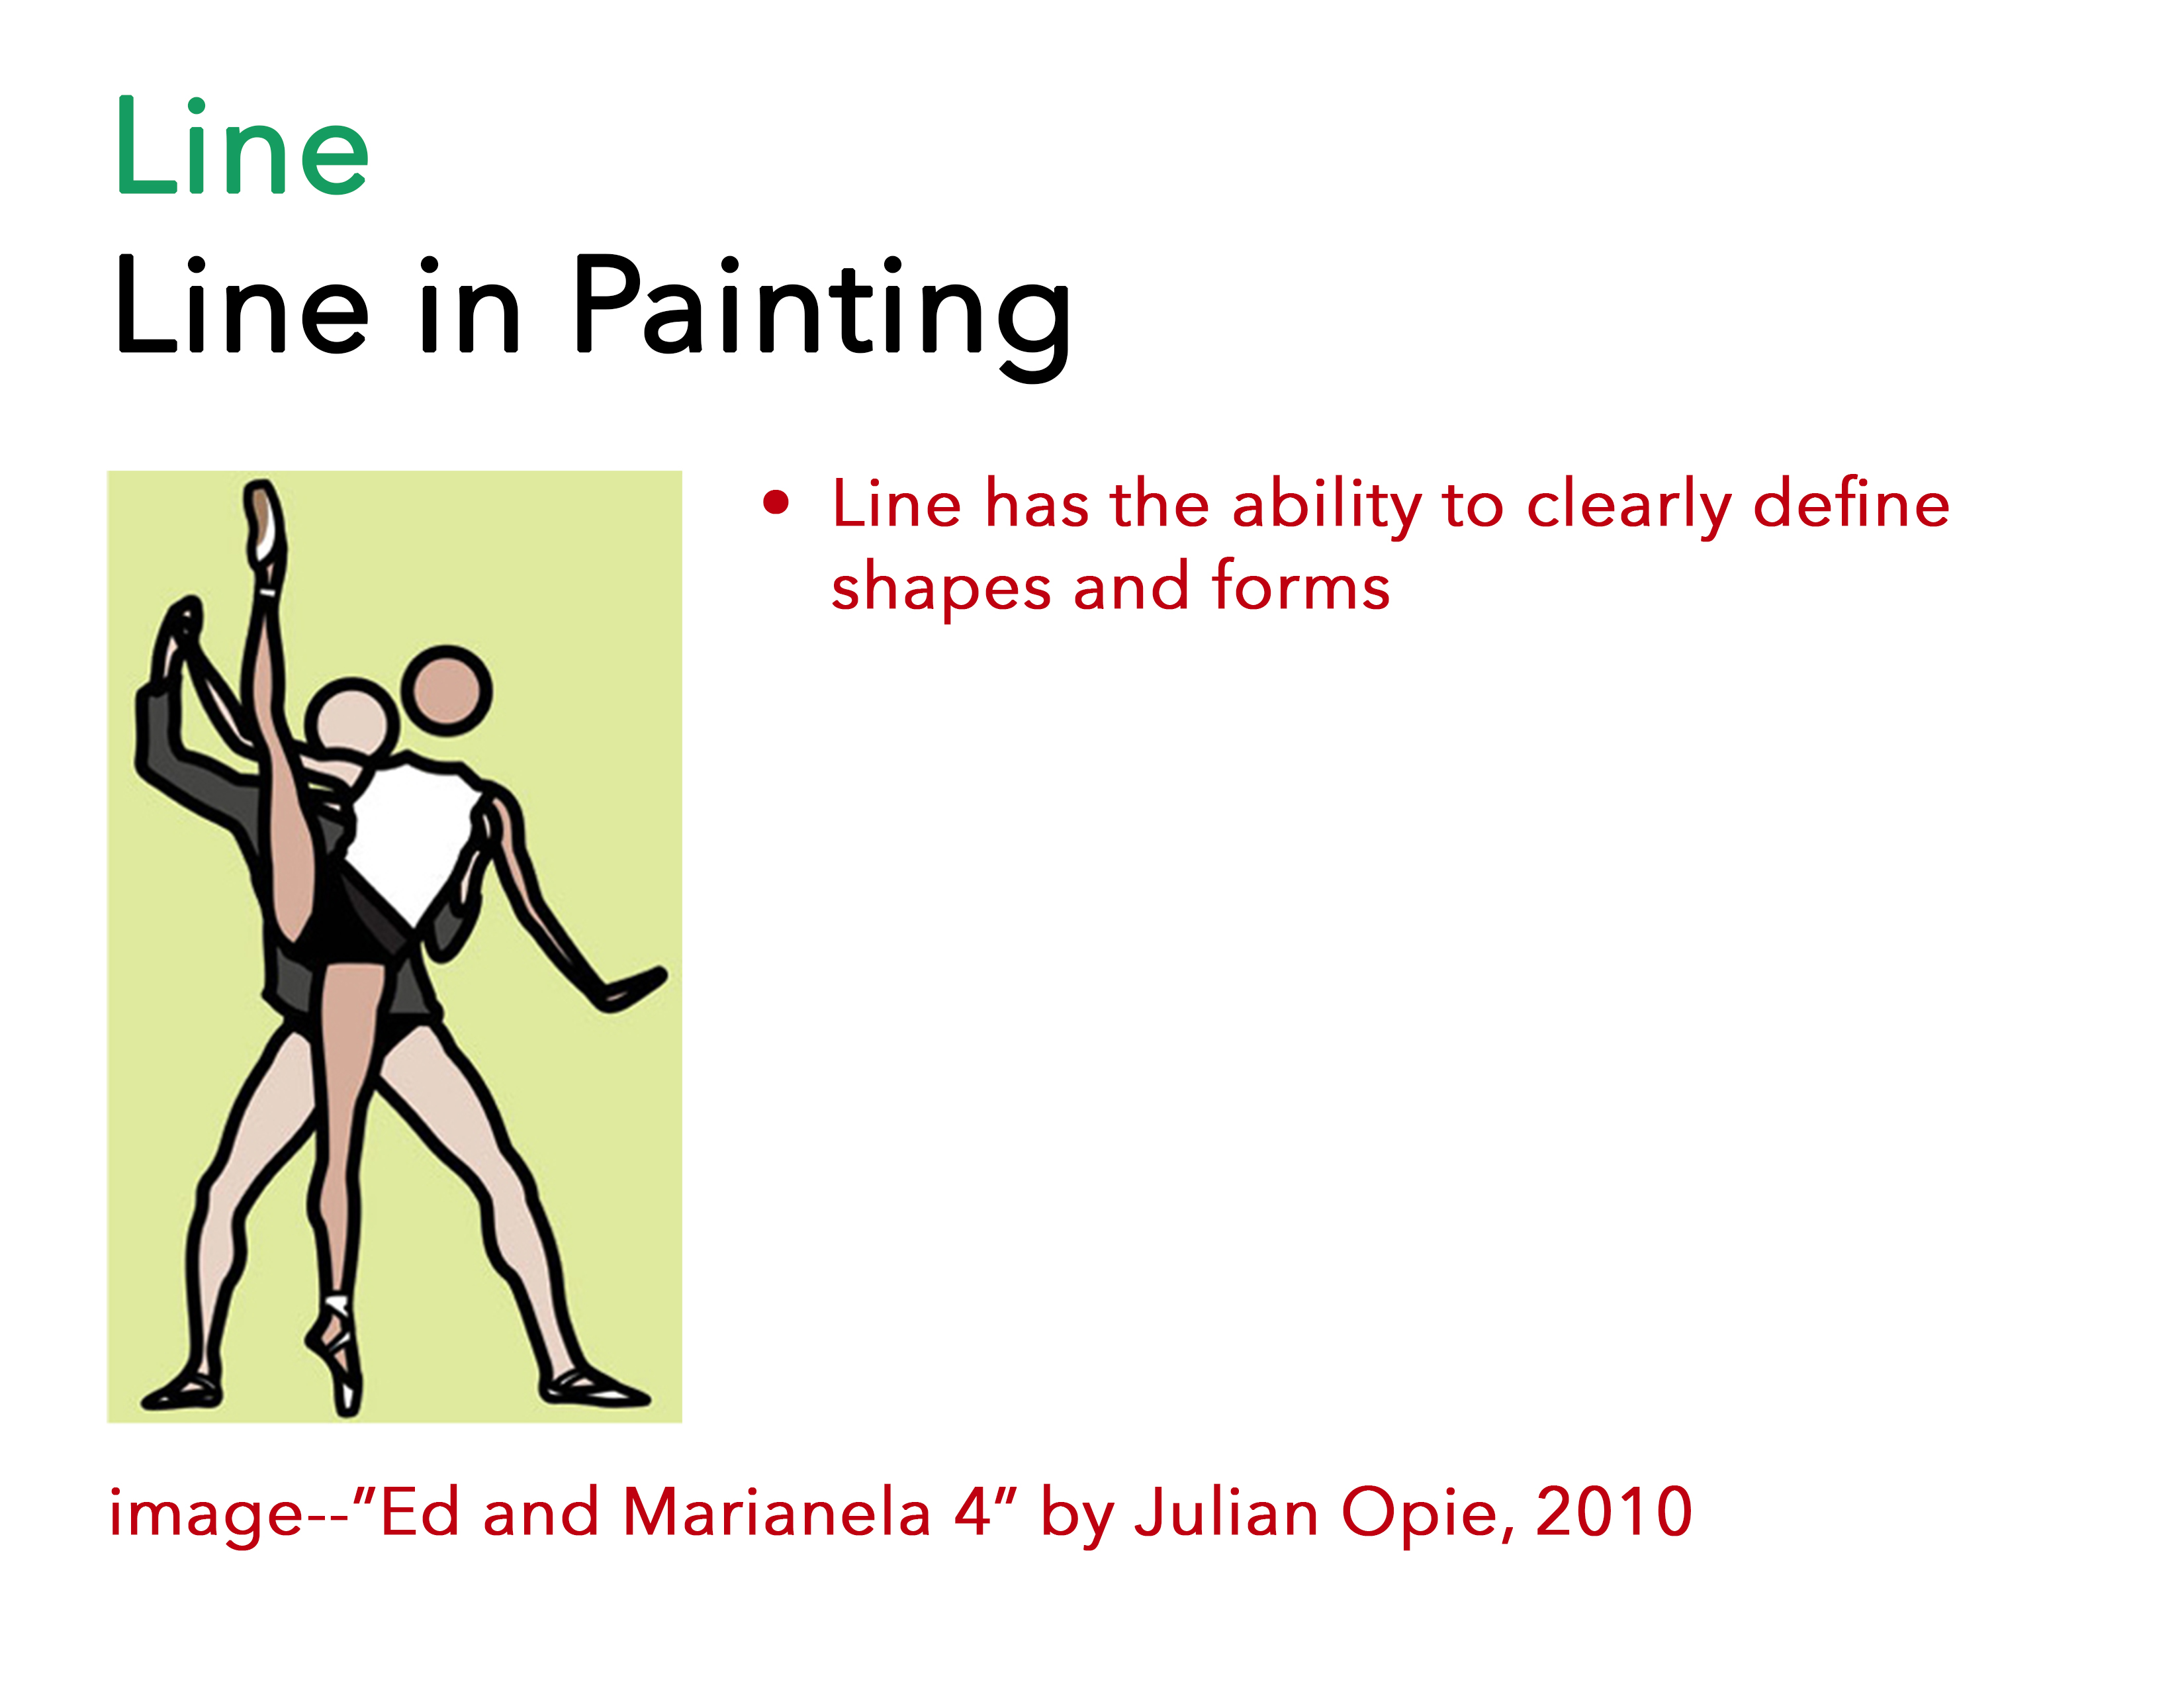 Line
Line in Painting
• Line has the ability to clearly define
shapes and forms
image--"Ed and Marianela 4" by Julian Opie, 2010